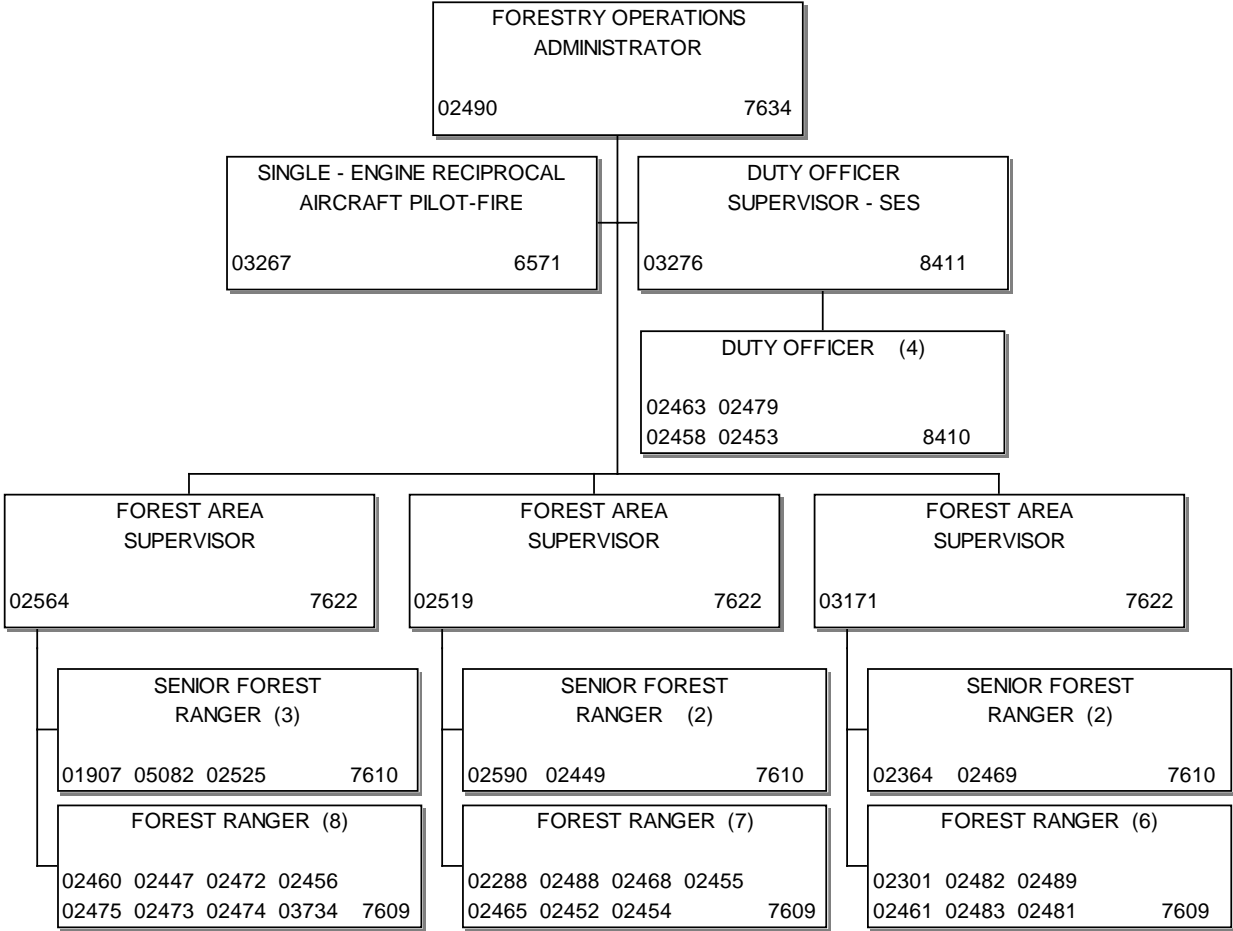 FORESTRY OPERATIONS
ADMINISTRATOR
02490 7634
SINGLE - ENGINE RECIPROCAL
AIRCRAFT PILOT-FIRE
03267 6571
DUTY OFFICER
SUPERVISOR - SES
03276 8411
DUTY OFFICER (4)
02463 02479
02458 02453 8410
FOREST AREA
SUPERVISOR
02564 7622
SENIOR FOREST
RANGER (3)
01907 05082 02525 7610
FOREST RANGER (8)
02460 02447 02472 02456
02475 02473 02474 03734 7609
FOREST AREA
SUPERVISOR
02519 7622
SENIOR FOREST
RANGER (2)
02590 02449 7610
FOREST RANGER (7)
02288 02488 02468 02455
02465 02452 02454 7609
FOREST AREA
SUPERVISOR
03171 7622
SENIOR FOREST
RANGER (2)
02364 02469 7610
FOREST RANGER (6)
02301 02482 02489
02461 02483 02481 7609